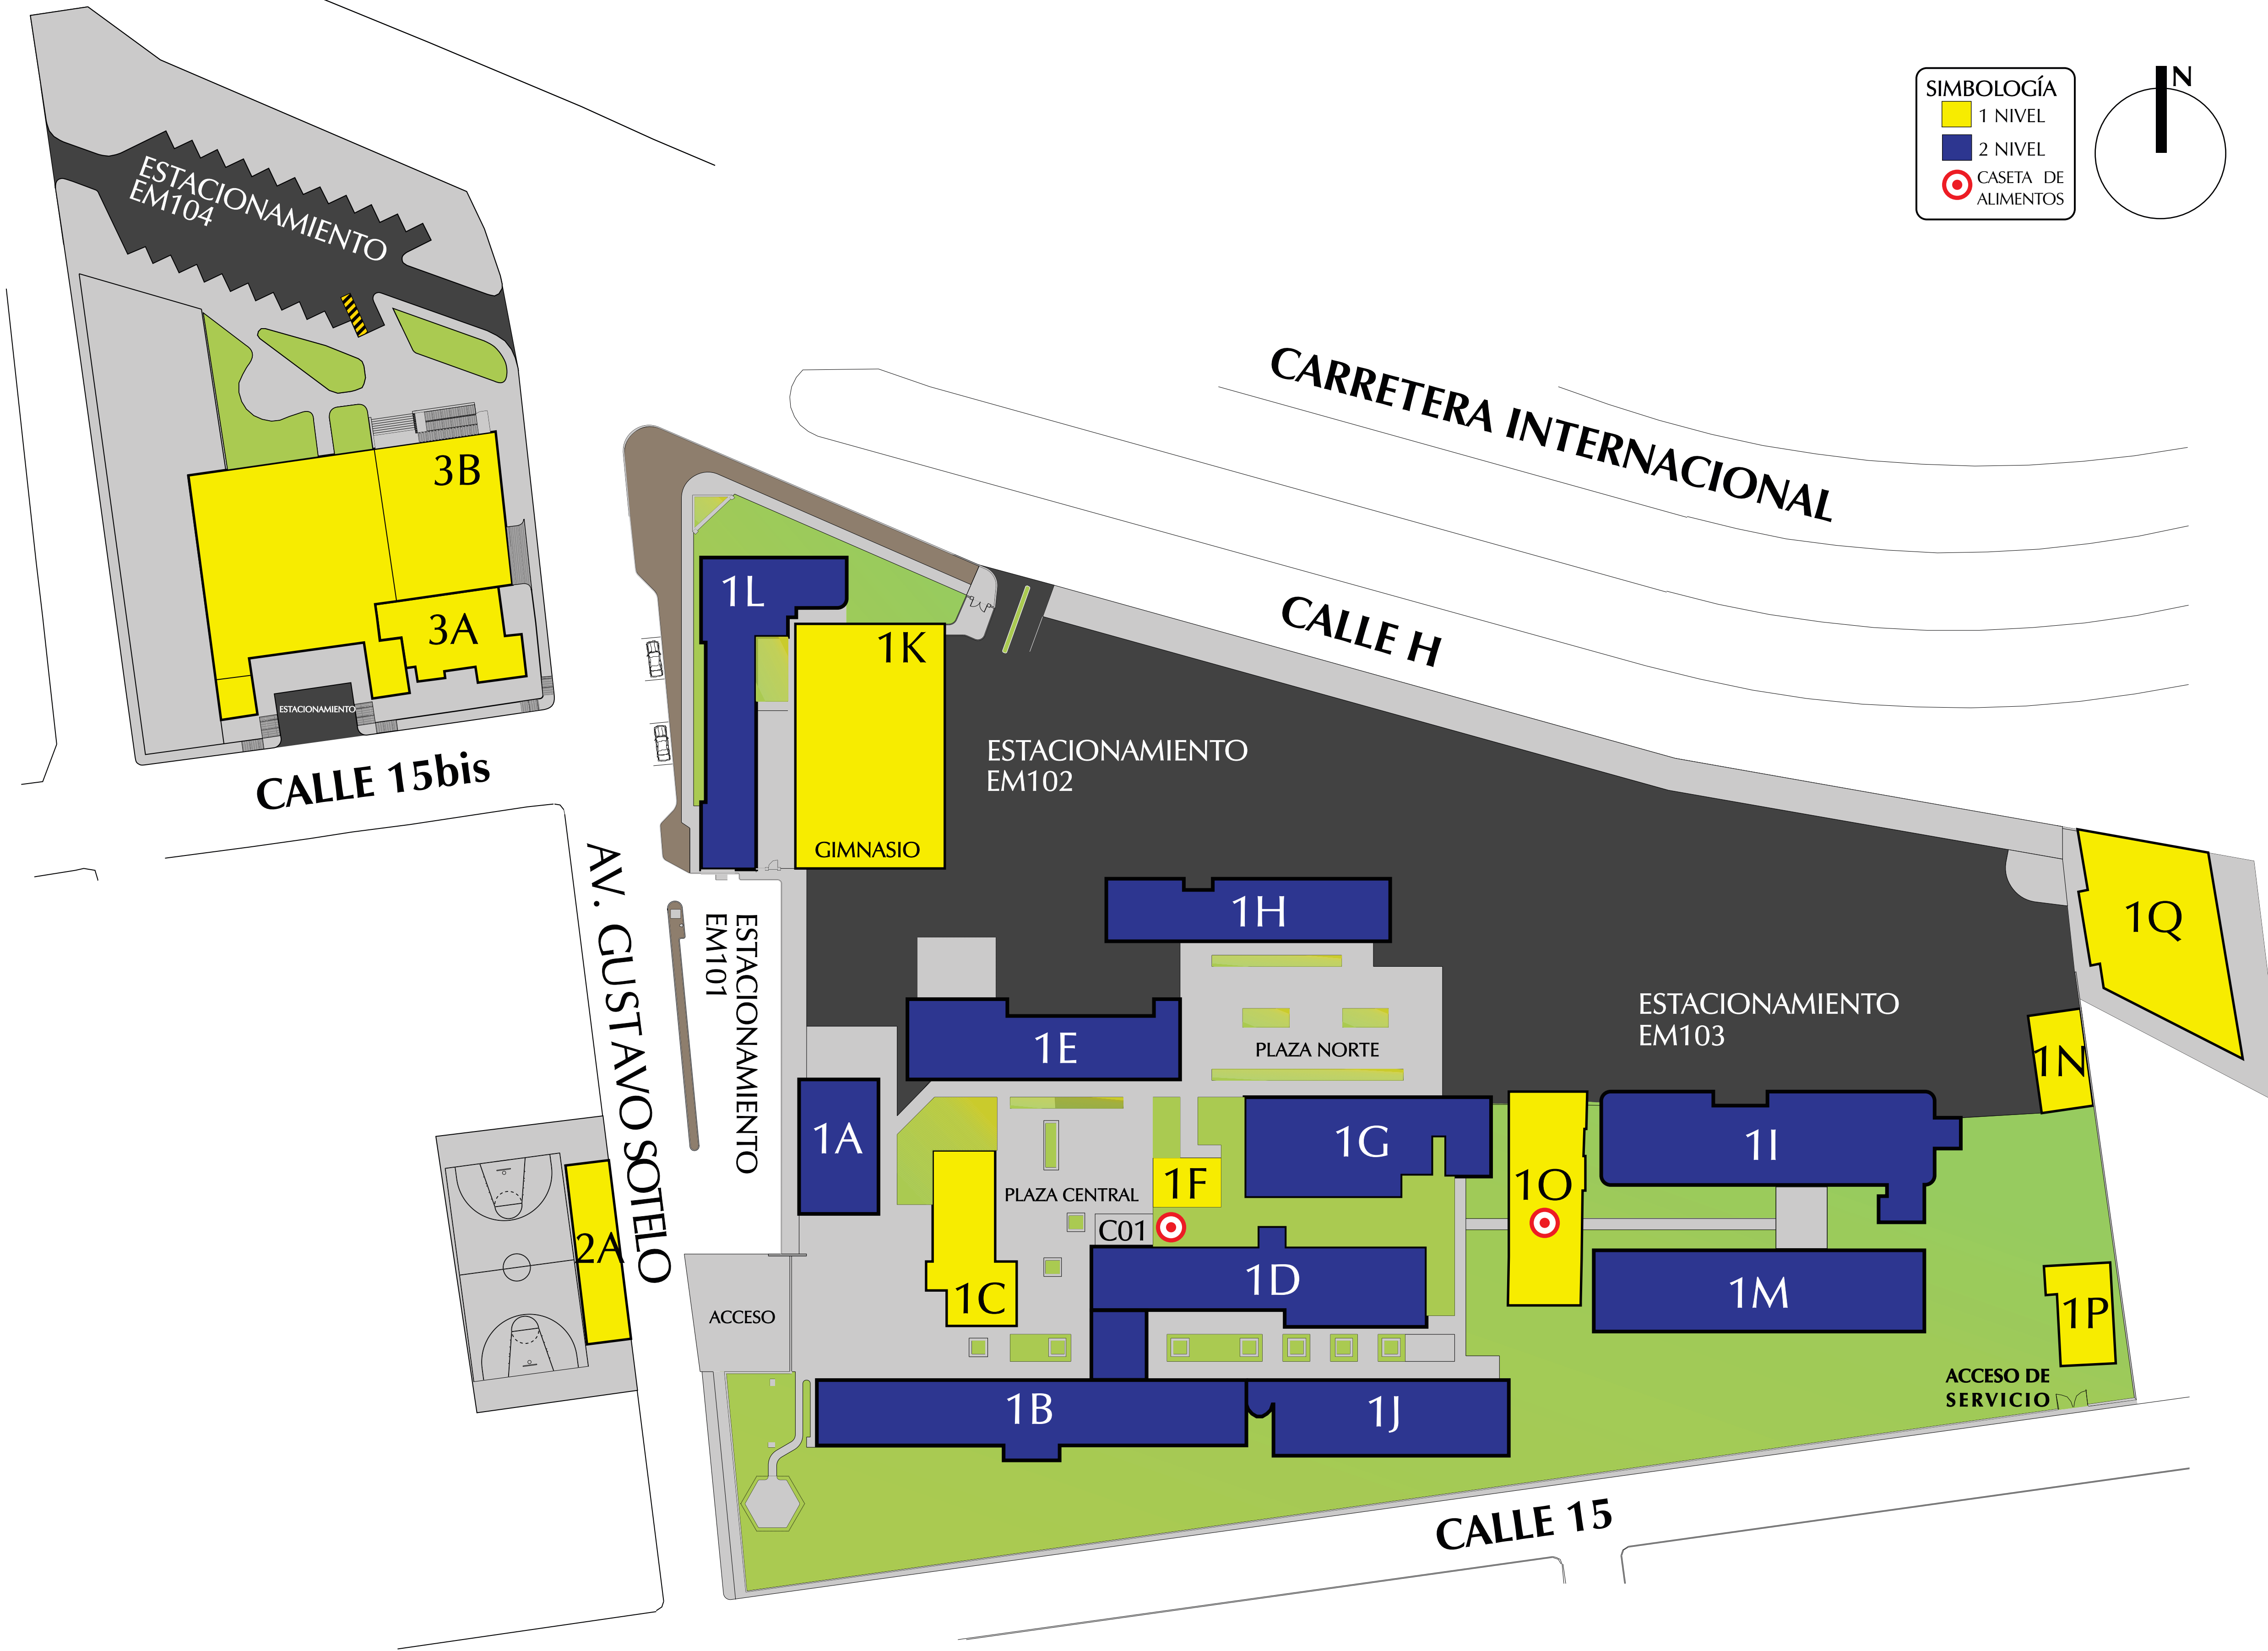 N
SIMBOLOGÍA
1 NIVEL
2 NIVEL
CASETA DE
ALIMENTOS
ESTACIONAMIENTO
EM104
3B
3A
ESTACIONAMIENTO
CALLE 15bis
CARRETERA INTERNACIONAL
CALLE H
1L
1K
GIMNASIO
ESTACIONAMIENTO
EM102
AV. GUSTAVO SOTELO
ESTACIONAMIENTO
EM101
1H
1Q
1E
PLAZA NORTE
ESTACIONAMIENTO
EM103
1N
1A
1G
1I
1O
1F
PLAZA CENTRAL
C01
2A
1C
1D
1M
1P
ACCESO
ACCESO DE
SERVICIO
1B
1J
CALLE 15